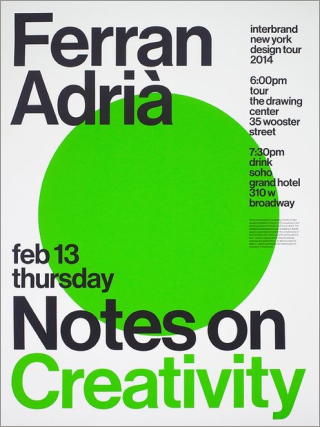 Ferran
Adrià
interbrand
new york
design tour
2014
6:00pm
tour
the drawing
center
35 wooster
street
7:30pm
drink
soho
grand hotel
310 w
broadway
feb 13
thursday
Notes on
Creativity